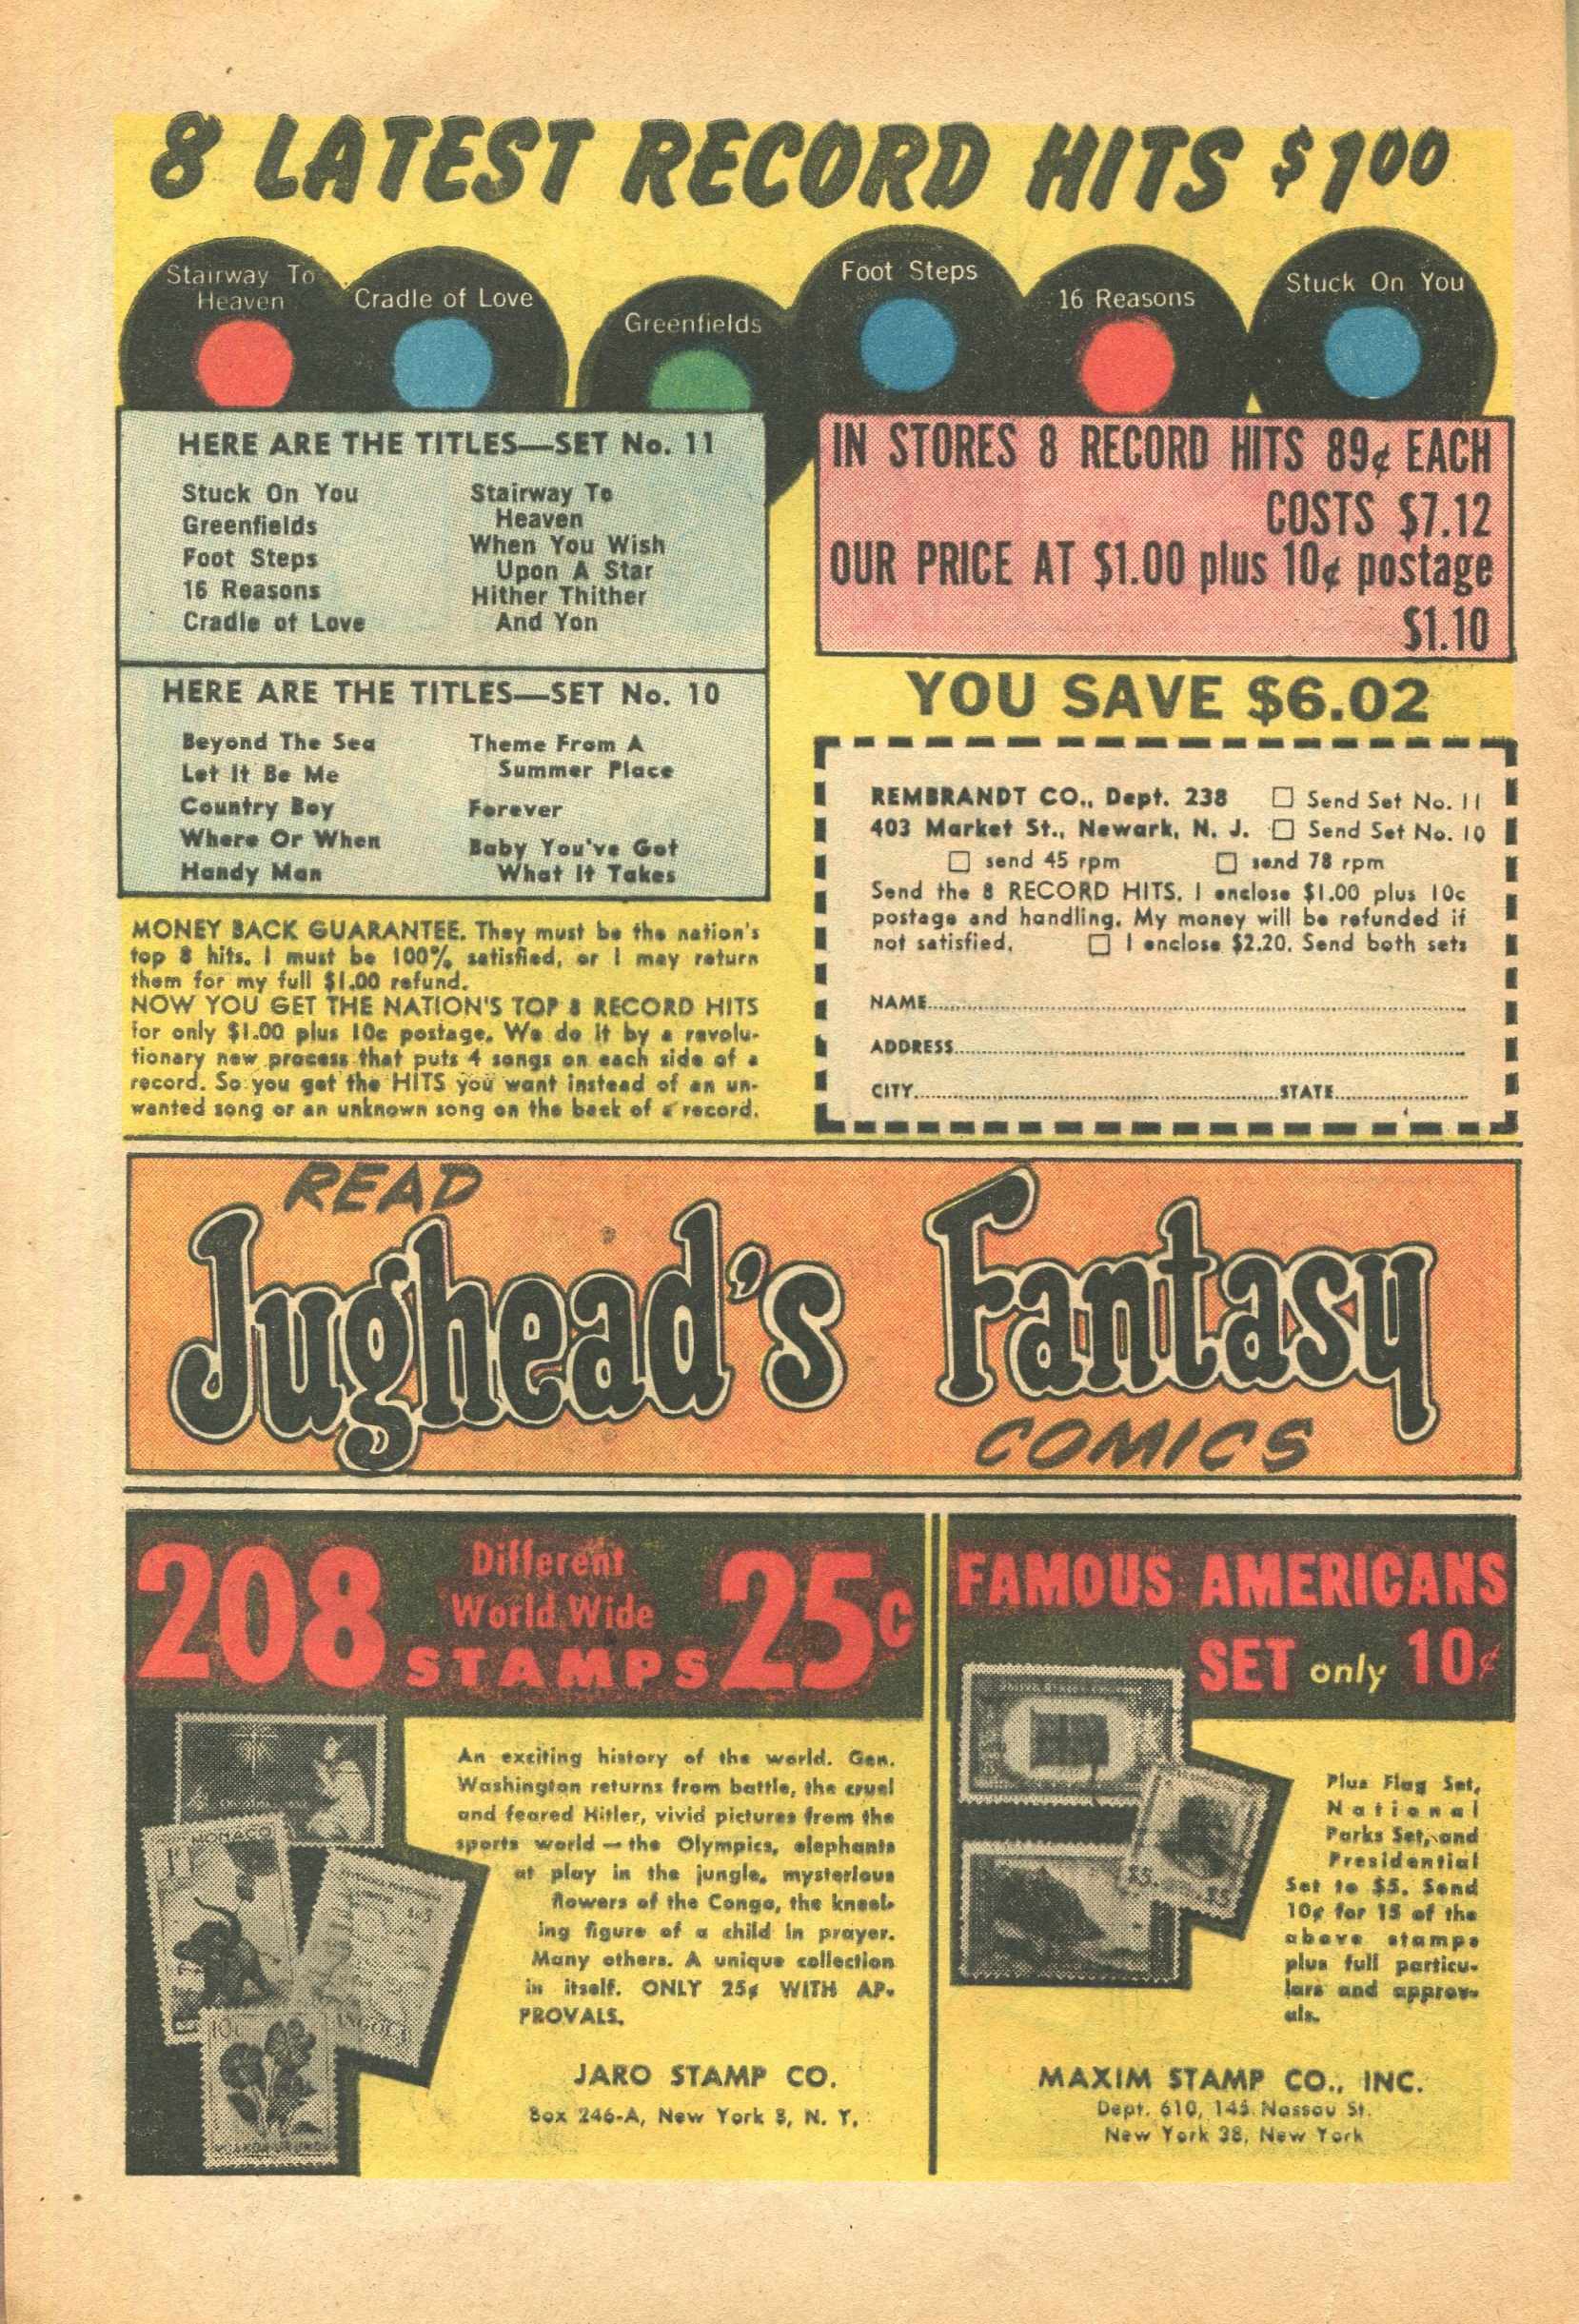 8 LATEST RECORD HITS $1.00
Stairway To
Heaven
Cradle of Love
Greenfields
Foot Steps
16 Reasons
Stuck On You
HERE ARE THE TITLES—SET No. 11
Stuck On You
Greenfields
Foot Steps
16 Reasons
Cradle of Love
Stairway To
Heaven
When You Wish
Upon A Star
Hither Thither
And Yon
HERE ARE THE TITLES—SET No. 10
Beyond The Sea
Let It Be Me
Country Boy
Where Or When
Handy Man
Theme From A
Summer Place
Forever
Baby You've Got
What It Takes
MONEY BACK GUARANTEE. They must be the nation's
top 8 hits. I must be 100% satisfied, or I may return
them for my full $1.00 refund.
NOW YOU GET THE NATION'S TOP 8 RECORD HITS
for only $1.00 plus 10c postage. We do it by a revolu-
tionary new process that puts 4 songs on each side of a
record. So you get the HITS you want instead of an un-
wanted song or an unknown song on the back of a record.
IN STORES 8 RECORD HITS 89¢ EACH
COSTS $7.12
OUR PRICE AT $1.00 plus 10¢ postage
$1.10
YOU SAVE $6.02
REMBRANDT CO., Dept. 238 □ Send Set No. 11
403 Market St., Newark, N. J. □ Send Set No. 10
□ send 45 rpm □ send 78 rpm
Send the 8 RECORD HITS. I enclose $1.00 plus 10c
postage and handling. My money will be refunded if
not satisfied. □ I enclose $2.20. Send both sets
NAME
ADDRESS
CITY STATE
READ
Jughead's Fantasy
COMICS
208 Different World Wide STAMPS 25c
An exciting history of the world. Gen.
Washington returns from battle, the cruel
and feared Hitler, vivid pictures from the
sports world — the Olympics, elephants
at play in the jungle, mysterious
flowers of the Congo, the kneel-
ing figure of a child in prayer.
Many others. A unique collection
in itself. ONLY 25¢ WITH AP-
PROVALS.
MONACO
10c
ANGOLA
JARO STAMP CO.
Box 246-A, New York 8, N. Y.
FAMOUS AMERICANS
SET only 10¢
$5
Plus Flag Set,
National
Parks Set, and
Presidential
Set to $5. Send
10¢ for 15 of the
above stamps
plus full particu-
lars and approv-
als.
MAXIM STAMP CO., INC.
Dept. 610, 145 Nassau St.
New York 38, New York